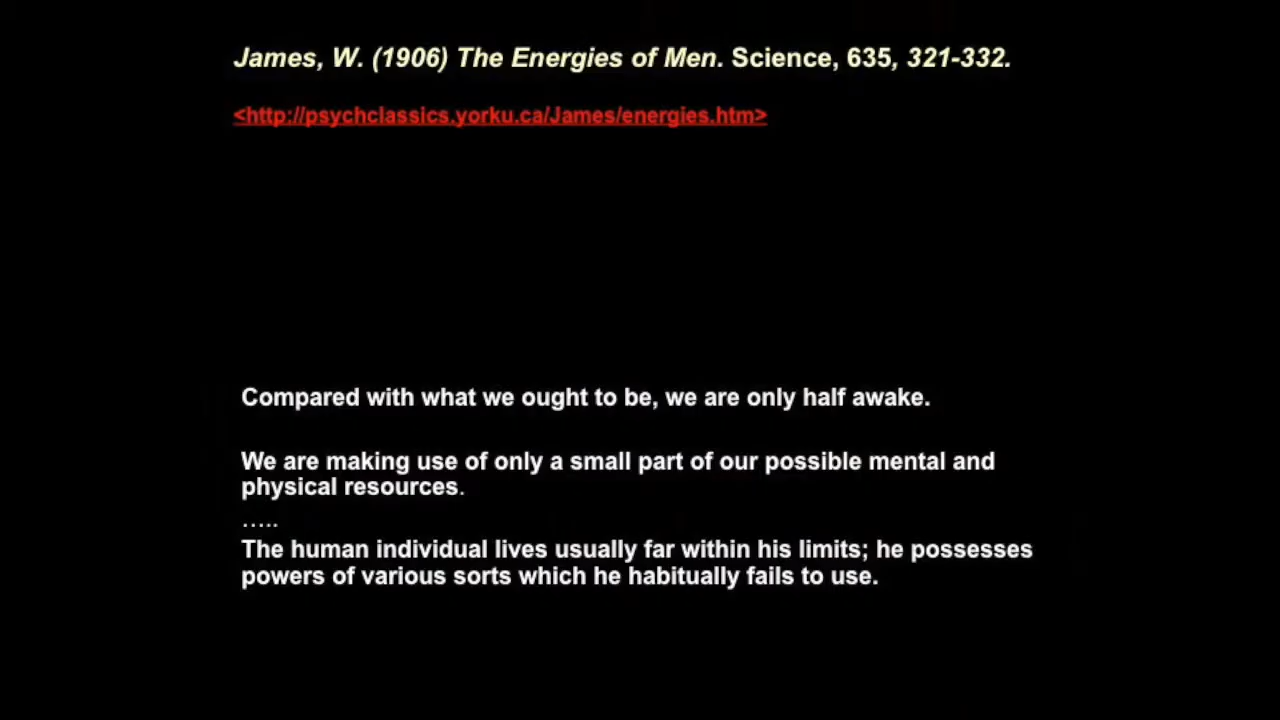 James, W. (1906) The Energies of Men. Science, 635, 321-332.
<http://psychclassics.yorku.ca/James/energies.htm>
Compared with what we ought to be, we are only half awake.
We are making use of only a small part of our possible mental and
physical resources.
…..
The human individual lives usually far within his limits; he possesses
powers of various sorts which he habitually fails to use.